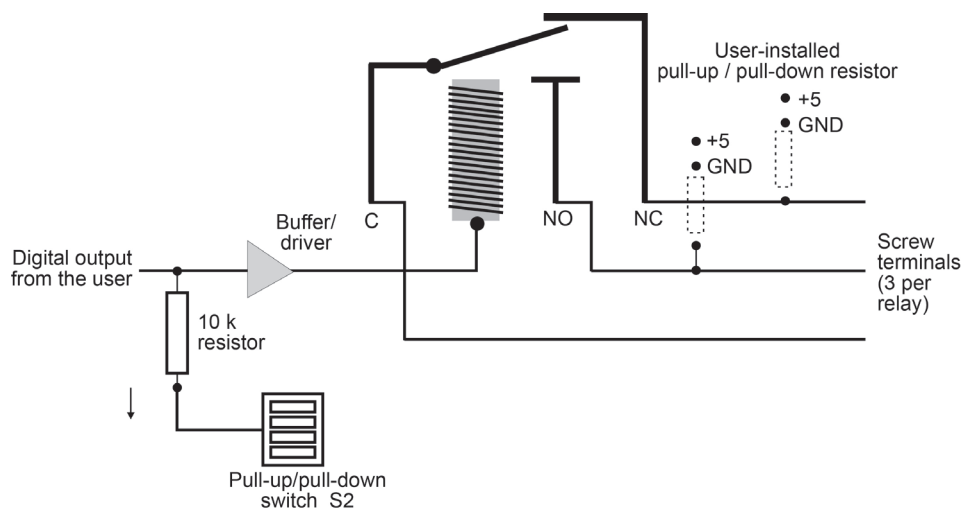 User-installed
pull-up / pull-down resistor
+5
GND
+5
GND
C
NO
NC
Buffer/
driver
Digital output
from the user
Screw
terminals
(3 per
relay)
10 k
resistor
Pull-up/pull-down
switch S2